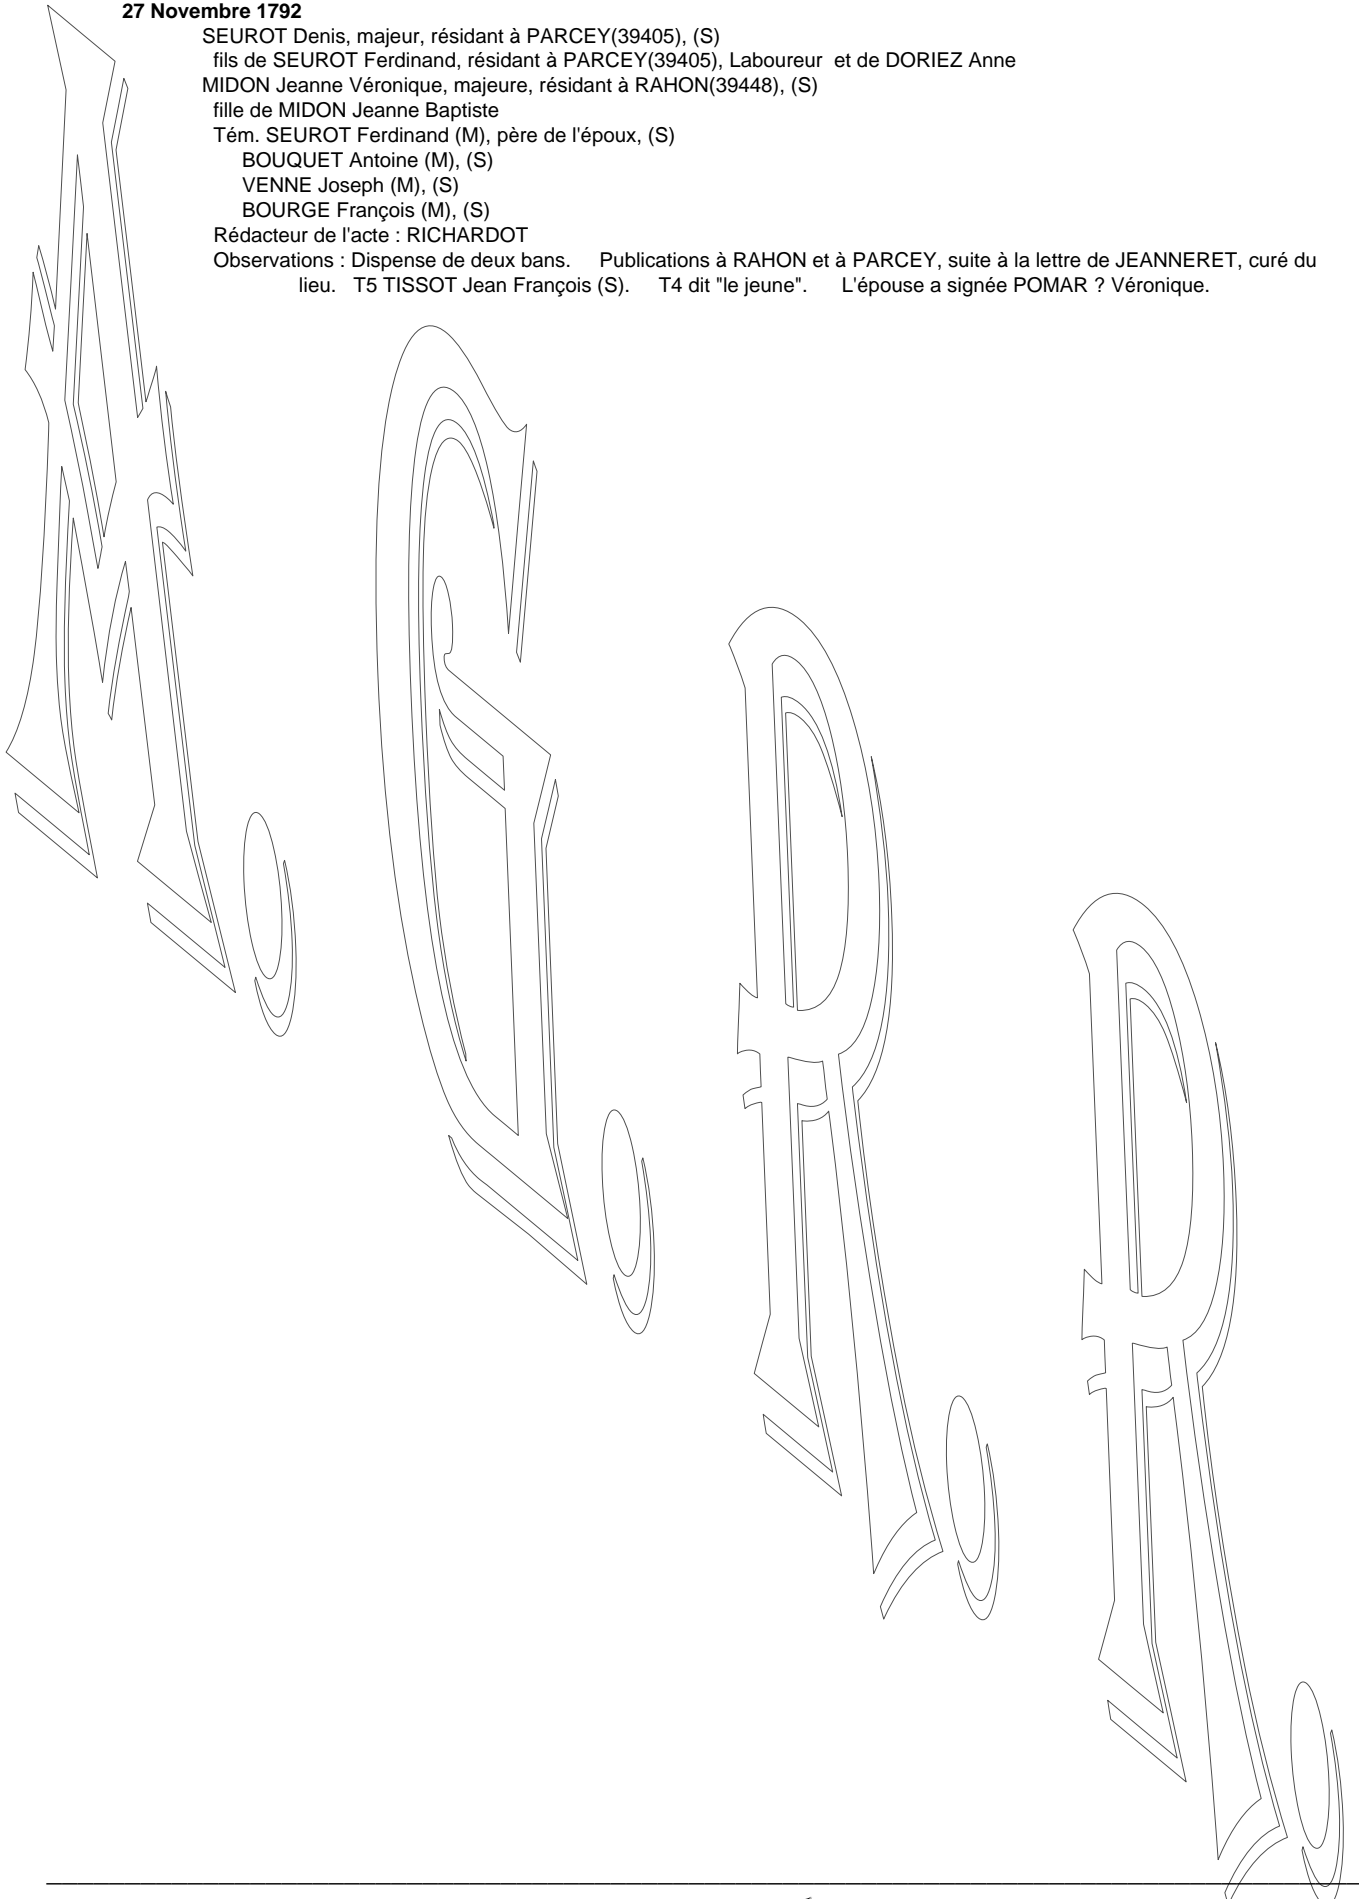 27 Novembre 1792
SEUROT Denis, majeur, résidant à PARCEY(39405), (S)
fils de SEUROT Ferdinand, résidant à PARCEY(39405), Laboureur et de DORIEZ Anne
MIDON Jeanne Véronique, majeure, résidant à RAHON(39448), (S)
fille de MIDON Jeanne Baptiste
Tém. SEUROT Ferdinand (M), père de l'époux, (S)
BOUQUET Antoine (M), (S)
VENNE Joseph (M), (S)
BOURGE François (M), (S)
Rédacteur de l'acte : RICHARDOT
Observations : Dispense de deux bans. Publications à RAHON et à PARCEY, suite à la lettre de JEANNERET, curé du
lieu. T5 TISSOT Jean François (S). T4 dit "le jeune". L'épouse a signée POMAR ? Véronique.
A.G.R.R.